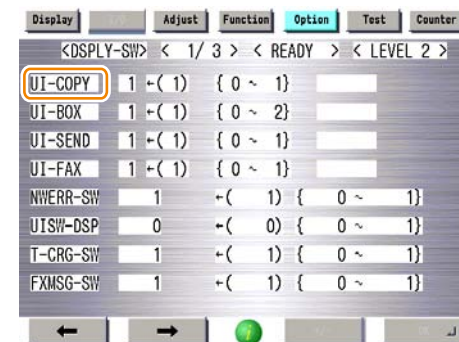 Display I/O Adjust Function Option Test Counter
<DSPLY-SW> < 1/ 3 > < READY > < LEVEL 2 >
UI-COPY 1 ←( 1) { 0 ~ 1}
UI-BOX 1 ←( 1) { 0 ~ 2}
UI-SEND 1 ←( 1) { 0 ~ 1}
UI-FAX 1 ←( 1) { 0 ~ 1}
NWERR-SW 1 ←( 1) { 0 ~ 1}
UISW-DSP 0 ←( 0) { 0 ~ 1}
T-CRG-SW 1 ←( 1) { 0 ~ 1}
FXMSG-SW 1 ←( 1) { 0 ~ 1}
← → i +/- OK